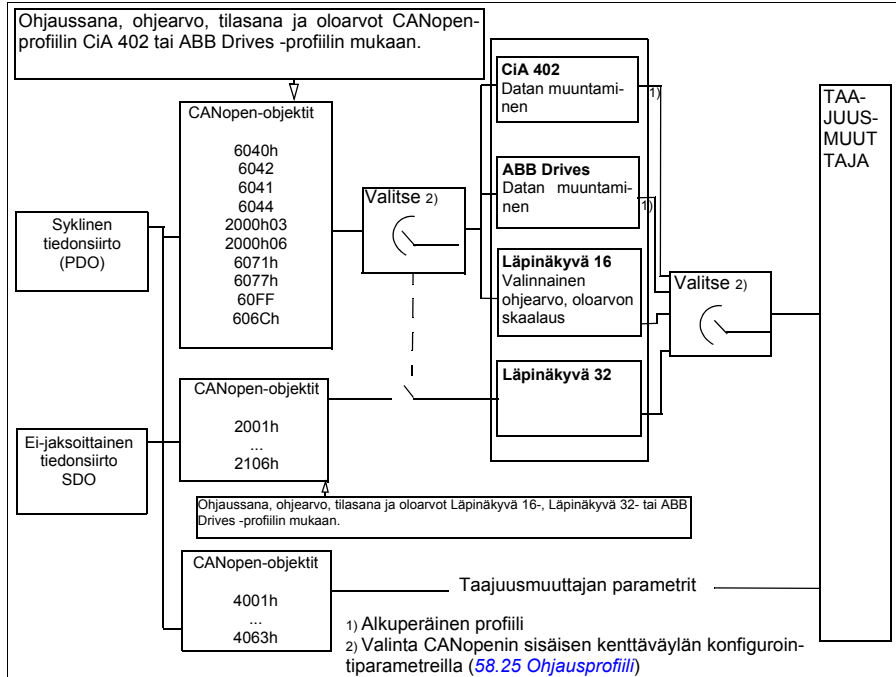 Ohjaussana, ohjearvo, tilasana ja oloarvot CANopen-
profiilin CiA 402 tai ABB Drives -profiilin mukaan.
CANopen-objektit
6040h
6042
6041
6044
2000h03
2000h06
6071h
6077h
60FF
606Ch
Syklinen
tiedonsiirto
(PDO)
Valitse 2)
CiA 402
Datan muuntami-
nen
1)
ABB Drives
Datan muuntami-
nen
1)
Läpinäkyvä 16
Valinnainen
ohjearvo, oloarvon
skaalaus
Läpinäkyvä 32
Valitse 2)
TAA-
JUUS-
MUUT
TAJA
Ei-jaksoittainen
tiedonsiirto
SDO
CANopen-objektit
2001h
...
2106h
Ohjaussana, ohjearvo, tilasana ja oloarvot Läpinäkyvä 16-, Läpinäkyvä 32- tai ABB
Drives -profiilin mukaan.
CANopen-objektit
4001h
...
4063h
Taajuusmuuttajan parametrit
1) Alkuperäinen profiili
2) Valinta CANopenin sisäisen kenttäväylän konfiguroin-
tiparametreilla (58.25 Ohjausprofiili)